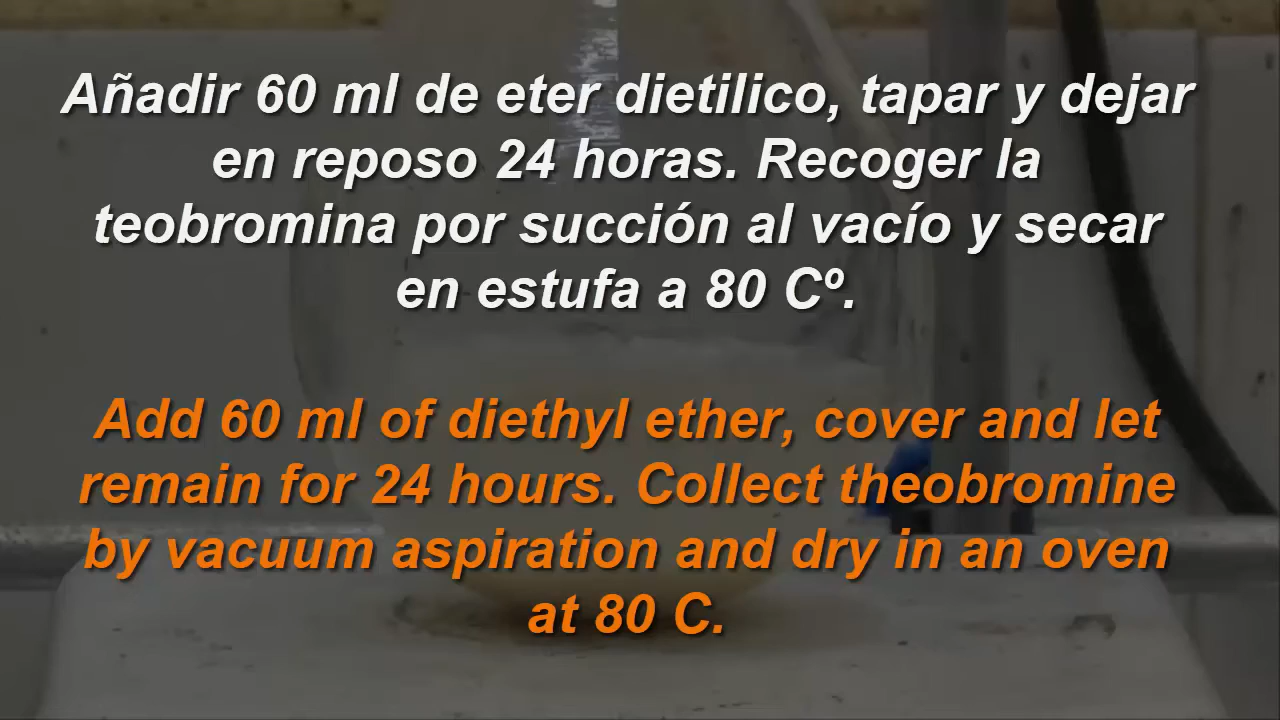 Añadir 60 ml de eter dietilico, tapar y dejar
en reposo 24 horas. Recoger la
teobromina por succión al vacío y secar
en estufa a 80 Cº.
Add 60 ml of diethyl ether, cover and let
remain for 24 hours. Collect theobromine
by vacuum aspiration and dry in an oven
at 80 C.